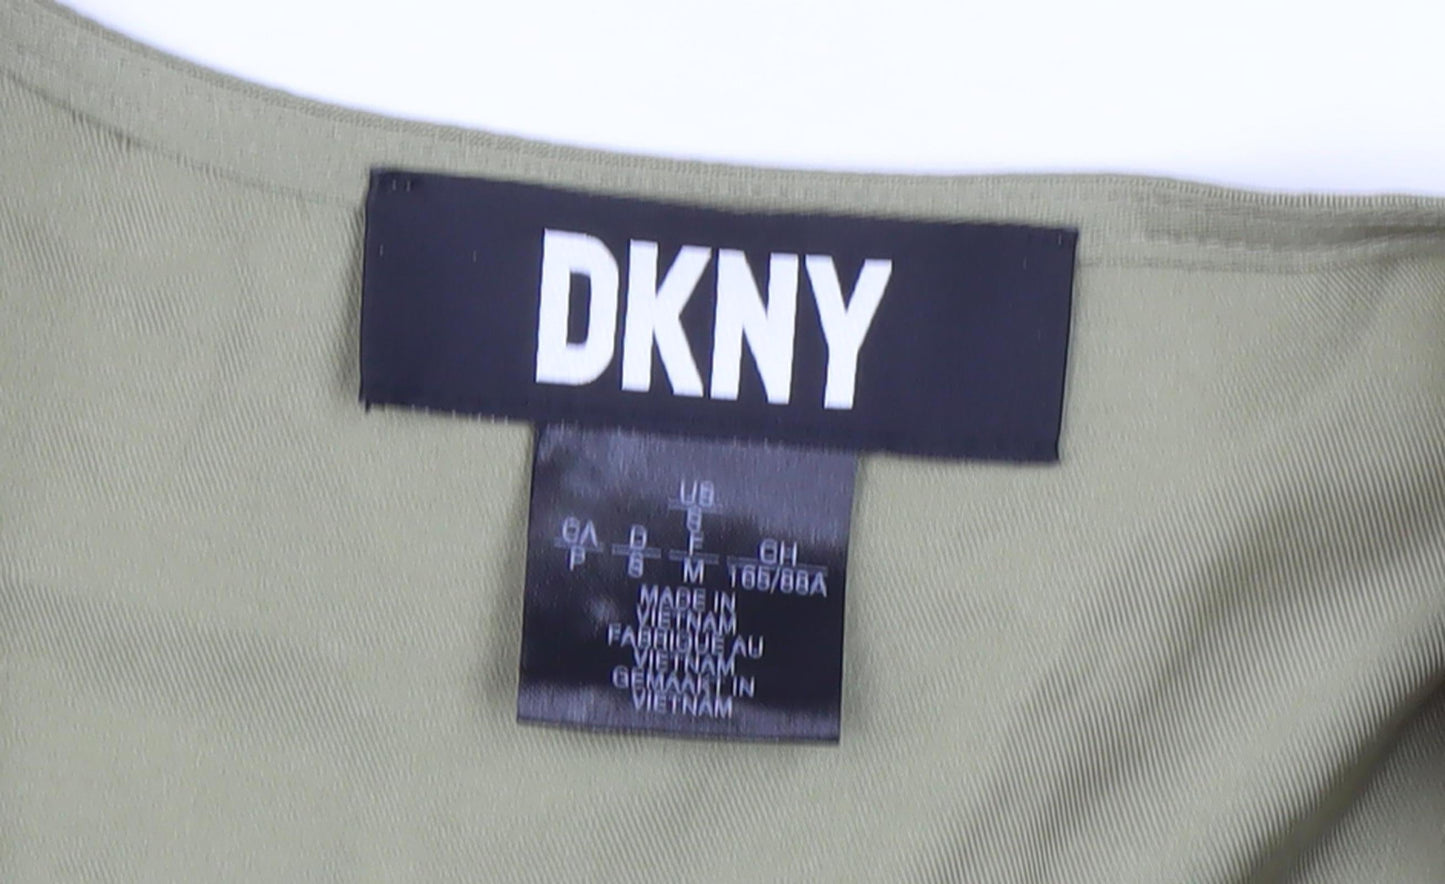 DKNY
US
CA D F CH
P S M 165/88A
MADE IN
VIETNAM
FABRIQUE AU
VIETNAM
GEMAAKT IN
VIETNAM